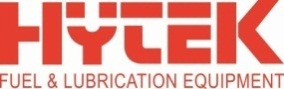 HYTEK
FUEL & LUBRICATION EQUIPMENT